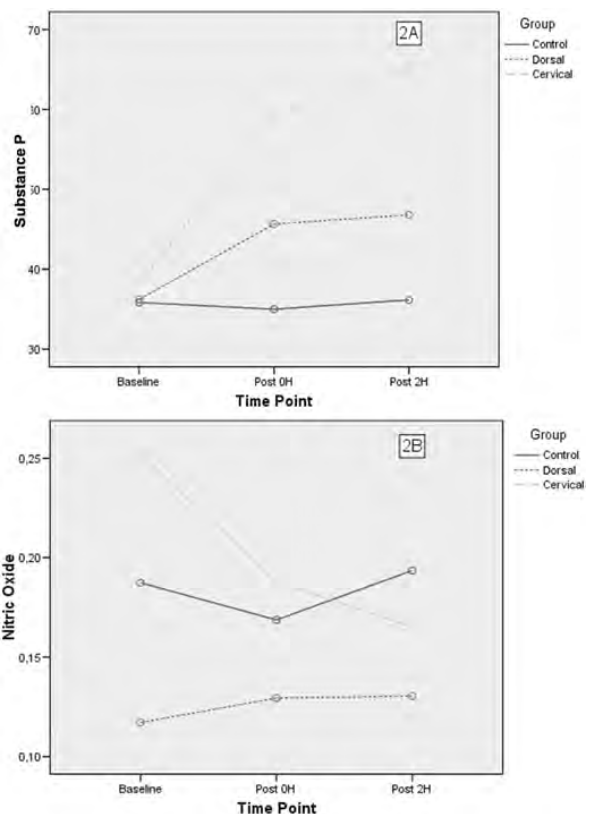 2A
Group
Control
Dorsal
Cervical
70
60
50
40
30
Substance P
Baseline Post 0H Post 2H
Time Point
2B
Group
Control
Dorsal
Cervical
0,25
0,20
0,15
0,10
Nitric Oxide
Baseline Post 0H Post 2H
Time Point